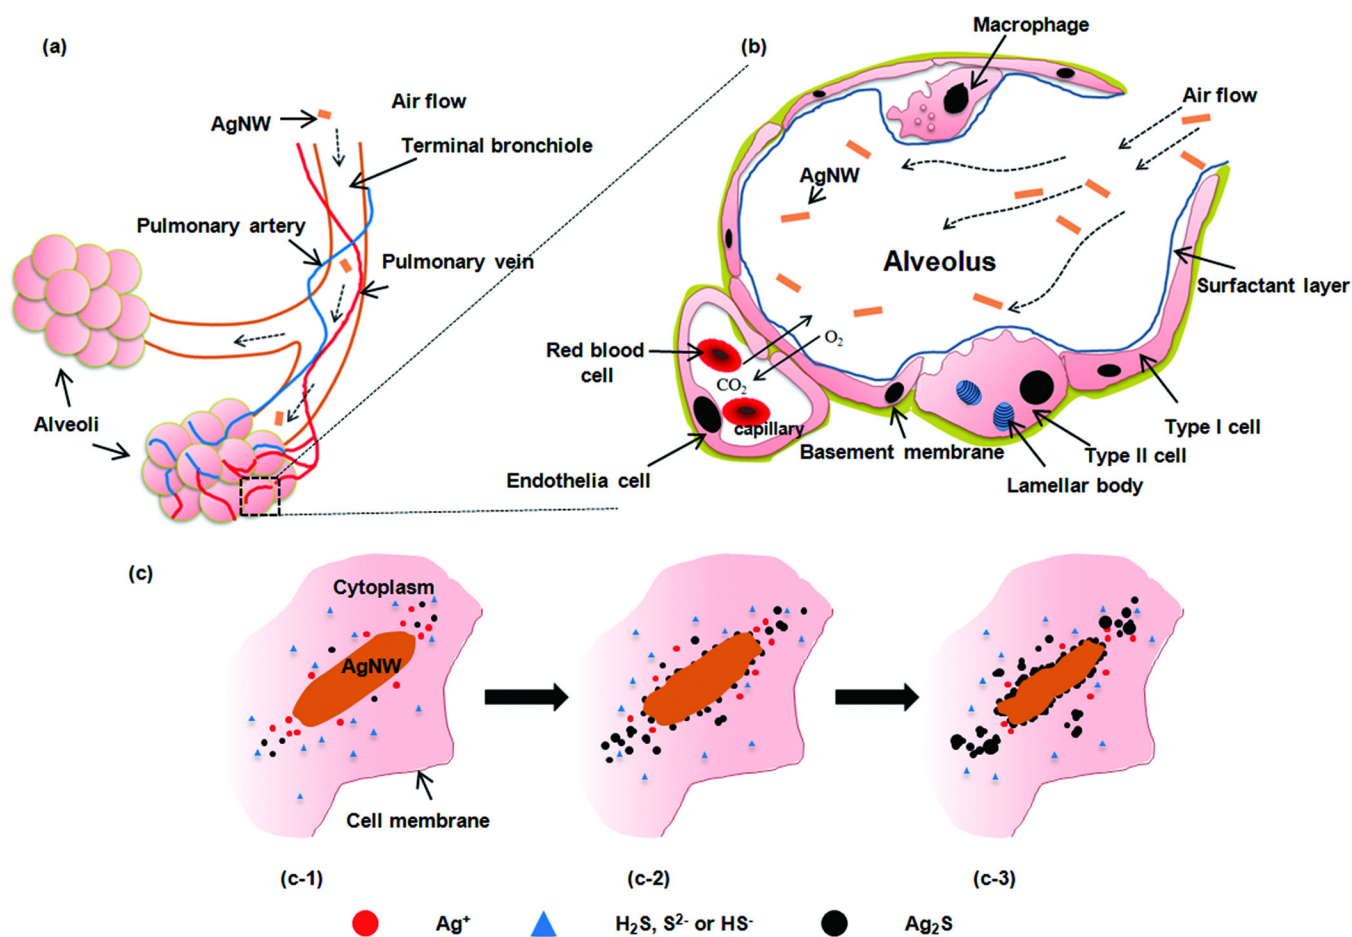 (a)
AgNW
Air flow
Terminal bronchiole
Pulmonary artery
Pulmonary vein
Alveoli
(b)
Macrophage
Air flow
AgNW
Alveolus
Surfactant layer
Red blood
cell
O₂
CO₂
capillary
Endothelia cell
Basement membrane
Type I cell
Type II cell
Lamellar body
(c)
Cytoplasm
AgNW
Cell membrane
(c-1)
(c-2)
(c-3)
Ag⁺
H₂S, S²⁻ or HS⁻
Ag₂S